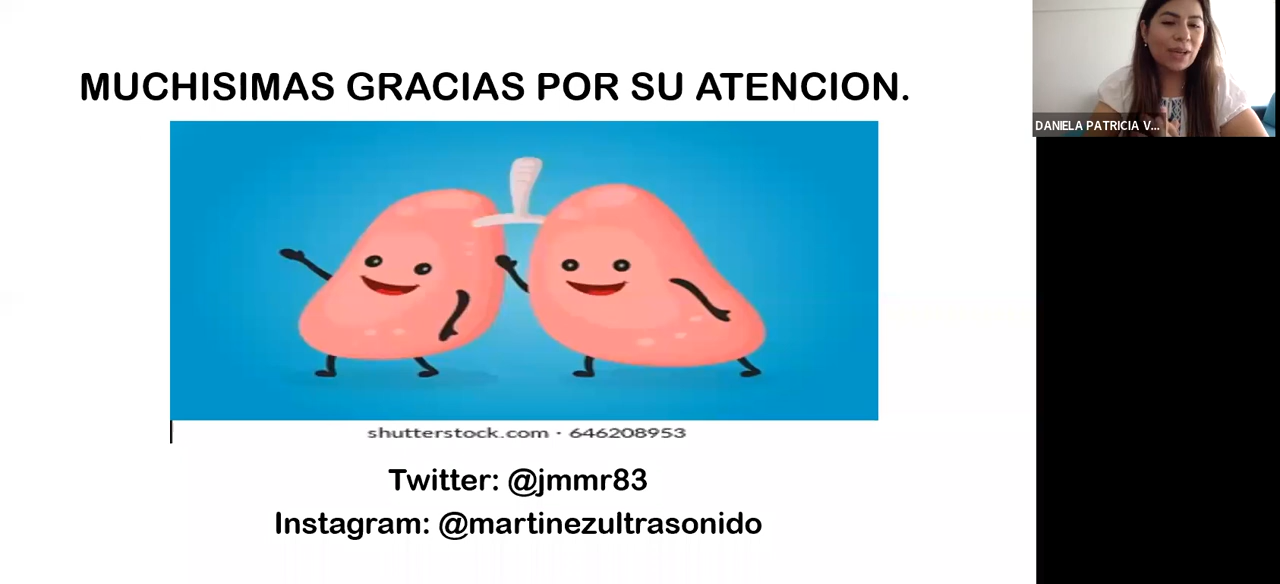 MUCHISIMAS GRACIAS POR SU ATENCION.
DANIELA PATRICIA V...
shutterstock.com · 646208953
Twitter: @jmmr83
Instagram: @martinezultrasonido